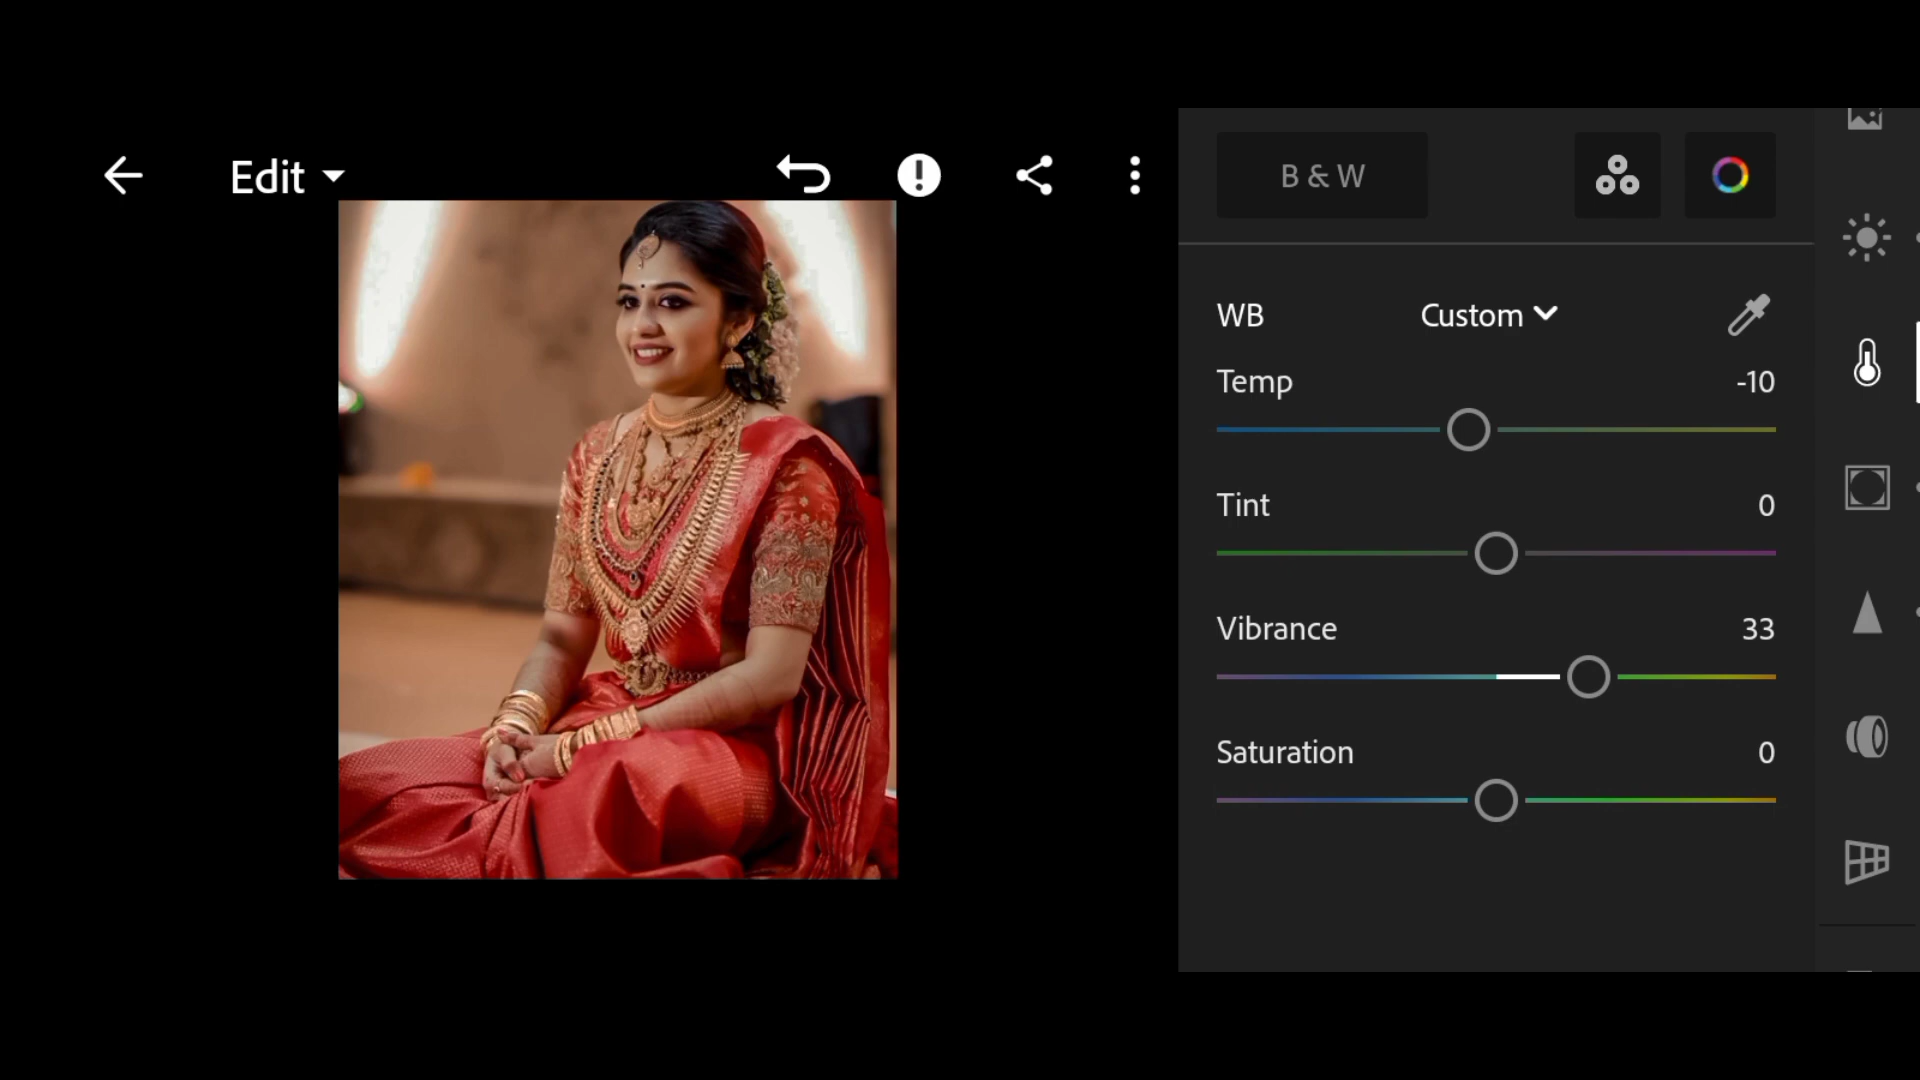 Edit
B & W
WB Custom
Temp -10
Tint 0
Vibrance 33
Saturation 0